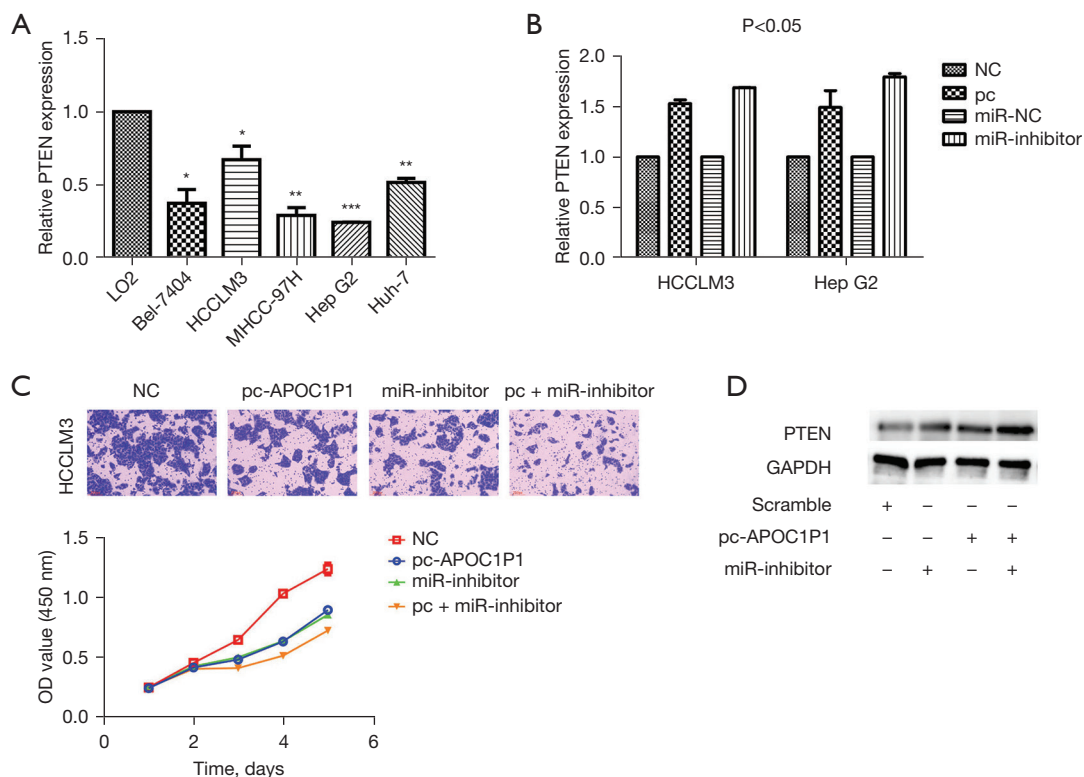 A
Relative PTEN expression
1.5
1.0
0.5
0.0
*
*
**
***
**
LO2
Bel-7404
HCCLM3
MHCC-97H
Hep G2
Huh-7
B
P<0.05
Relative PTEN expression
2.0
1.5
1.0
0.5
0.0
HCCLM3
Hep G2
NC
pc
miR-NC
miR-inhibitor
C
NC
pc-APOC1P1
miR-inhibitor
pc + miR-inhibitor
HCCLM3
OD value (450 nm)
1.5
1.0
0.5
0.0
0
2
4
6
Time, days
NC
pc-APOC1P1
miR-inhibitor
pc + miR-inhibitor
D
PTEN
GAPDH
Scramble + – – –
pc-APOC1P1 – – + +
miR-inhibitor – + – +